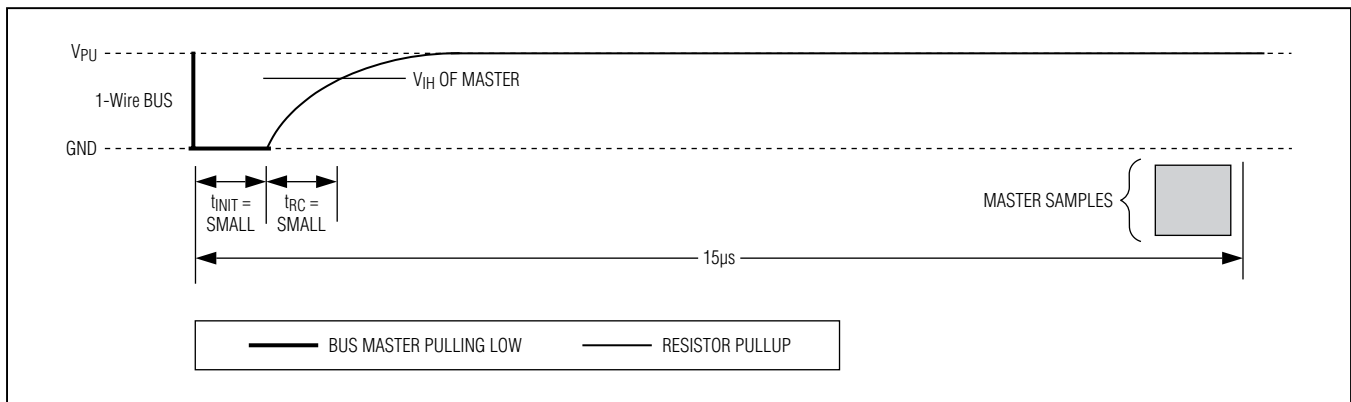 VPU
VIH OF MASTER
1-Wire BUS
GND
tINIT =
SMALL
tRC =
SMALL
MASTER SAMPLES
15µs
BUS MASTER PULLING LOW
RESISTOR PULLUP